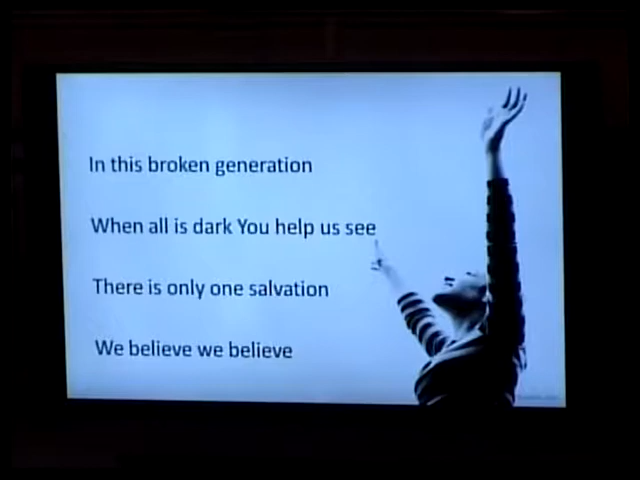 In this broken generation
When all is dark You help us see
There is only one salvation
We believe we believe